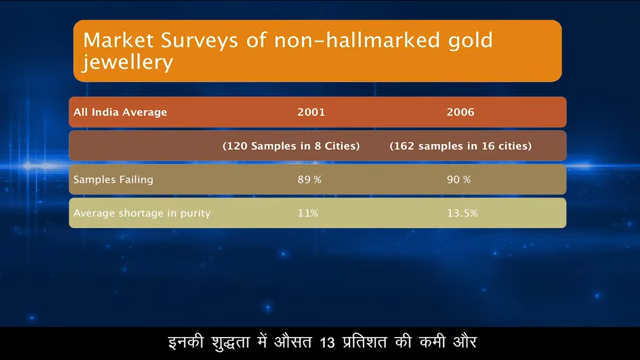 Market Surveys of non-hallmarked gold
jewellery
All India Average 2001 2006
(120 Samples in 8 Cities) (162 samples in 16 cities)
Samples Failing 89 % 90 %
Average shortage in purity 11% 13.5%
इनकी शुद्धता में औसत 13 प्रतिशत की कमी और